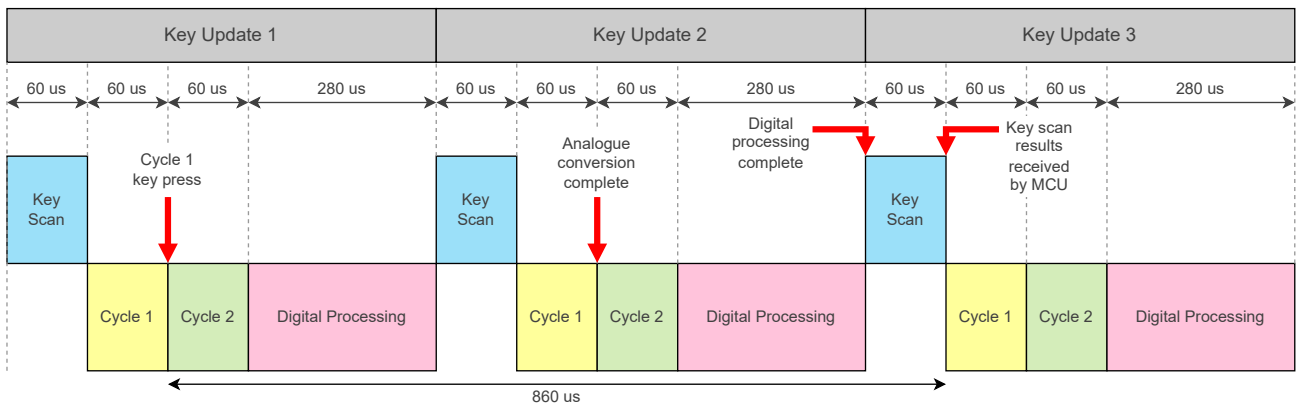 Key Update 1
Key Update 2
Key Update 3
60 us
60 us
60 us
280 us
60 us
60 us
60 us
280 us
60 us
60 us
60 us
280 us
Cycle 1
key press
Analogue
conversion
complete
Digital
processing
complete
Key scan
results
received
by MCU
Key
Scan
Key
Scan
Key
Scan
Cycle 1
Cycle 2
Digital Processing
Cycle 1
Cycle 2
Digital Processing
Cycle 1
Cycle 2
Digital Processing
860 us